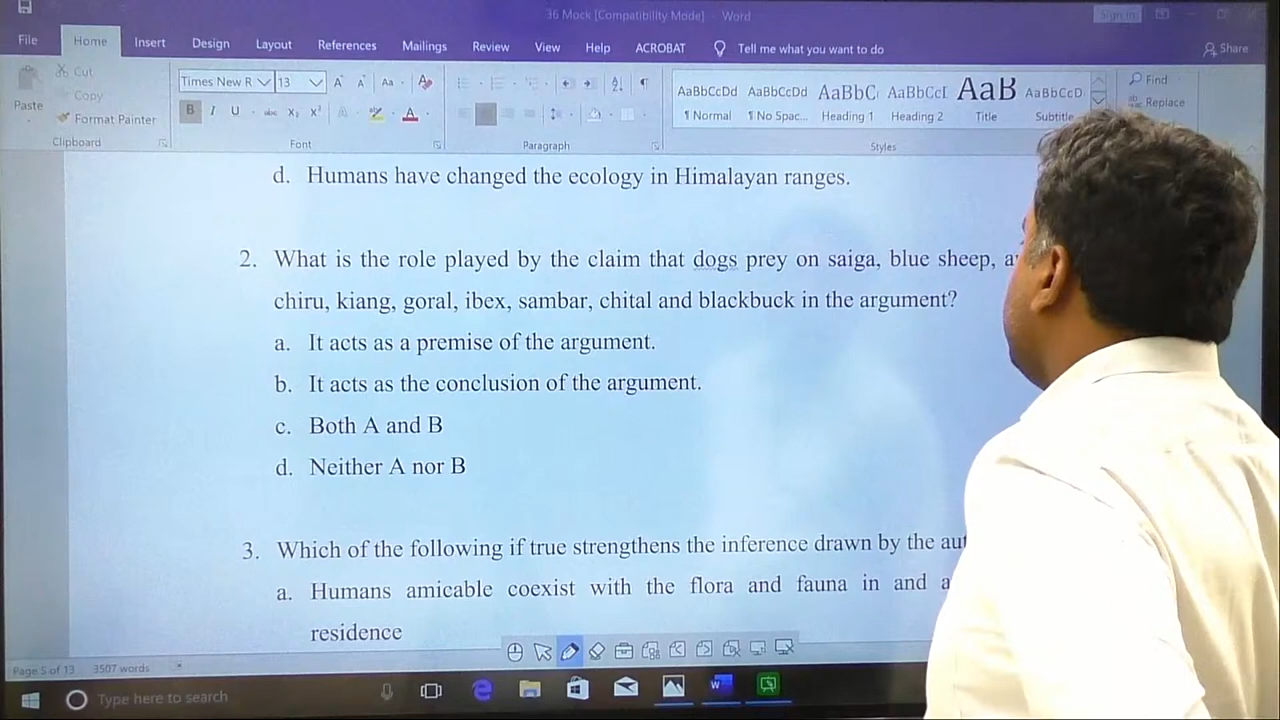 36 Mock [Compatibility Mode] - Word
Sign in
File Home Insert Design Layout References Mailings Review View Help ACROBAT Tell me what you want to do Share
Cut
Copy
Paste
Format Painter
Clipboard
Times New R 13
Font
Paragraph
AaBbCcDd AaBbCcDd AaBbC AaBbCcI AaB AaBbCcD
¶ Normal ¶ No Spac... Heading 1 Heading 2 Title Subtitle
Styles
Find
Replace
d. Humans have changed the ecology in Himalayan ranges.
2. What is the role played by the claim that dogs prey on saiga, blue sheep,
chiru, kiang, goral, ibex, sambar, chital and blackbuck in the argument?
a. It acts as a premise of the argument.
b. It acts as the conclusion of the argument.
c. Both A and B
d. Neither A nor B
3. Which of the following if true strengthens the inference drawn by the
a. Humans amicable coexist with the flora and fauna in and
residence
Page 5 of 13 3507 words
Type here to search